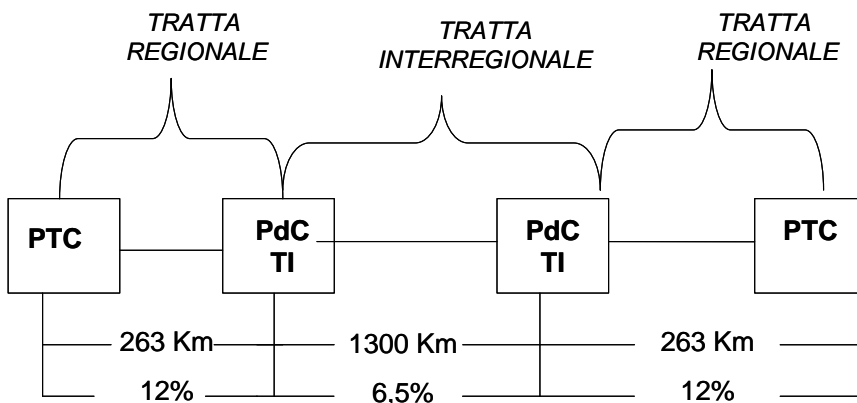 TRATTA
REGIONALE
TRATTA
INTERREGIONALE
TRATTA
REGIONALE
PTC
PdC
TI
PdC
TI
PTC
263 Km
1300 Km
263 Km
12%
6,5%
12%